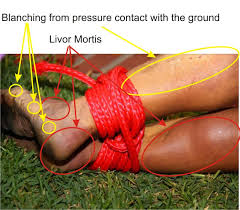 Blanching from pressure contact with the ground
Livor Mortis